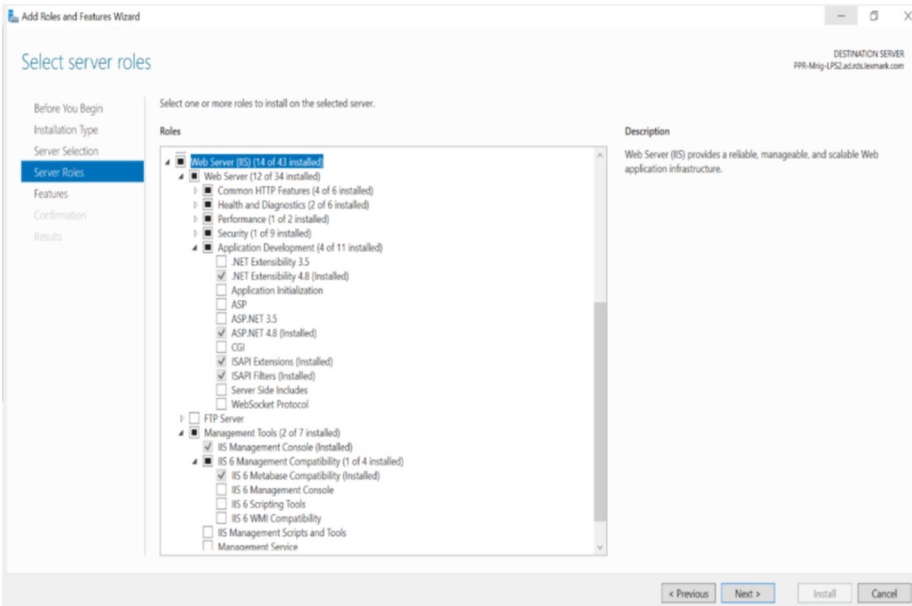 Add Roles and Features Wizard
Select server roles
DESTINATION SERVER
PPR-Mrig-LPS2.ad.rds.lexmark.com
Before You Begin
Installation Type
Server Selection
Server Roles
Features
Confirmation
Results
Select one or more roles to install on the selected server.
Roles
Web Server (IIS) (14 of 43 installed)
Web Server (12 of 34 installed)
Common HTTP Features (4 of 6 installed)
Health and Diagnostics (2 of 6 installed)
Performance (1 of 2 installed)
Security (1 of 9 installed)
Application Development (4 of 11 installed)
.NET Extensibility 3.5
.NET Extensibility 4.8 (Installed)
Application Initialization
ASP
ASP.NET 3.5
ASP.NET 4.8 (Installed)
CGI
ISAPI Extensions (Installed)
ISAPI Filters (Installed)
Server Side Includes
WebSocket Protocol
FTP Server
Management Tools (2 of 7 installed)
IIS Management Console (Installed)
IIS 6 Management Compatibility (1 of 4 installed)
IIS 6 Metabase Compatibility (Installed)
IIS 6 Management Console
IIS 6 Scripting Tools
IIS 6 WMI Compatibility
IIS Management Scripts and Tools
Management Service
Description
Web Server (IIS) provides a reliable, manageable, and scalable Web
application infrastructure.
< Previous
Next >
Install
Cancel